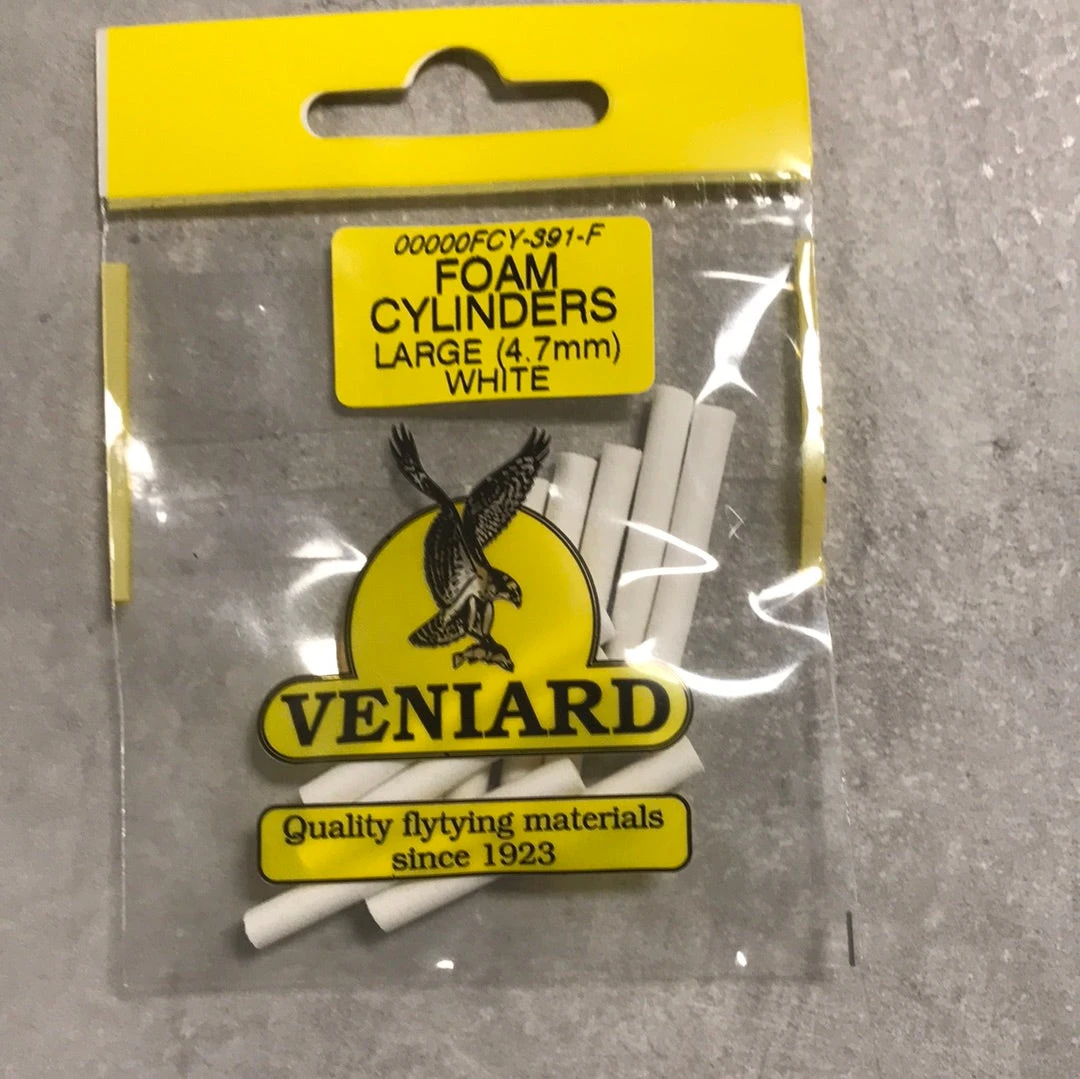 00000FCY-391-F
FOAM
CYLINDERS
LARGE (4.7mm)
WHITE
VENIARD
Quality flytying materials
since 1923